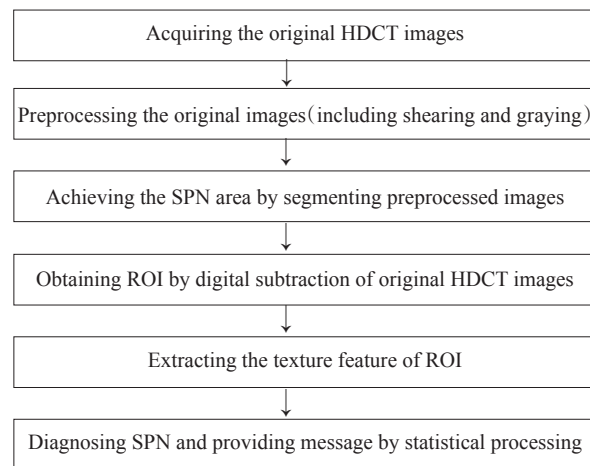 Acquiring the original HDCT images
Preprocessing the original images(including shearing and graying)
Achieving the SPN area by segmenting preprocessed images
Obtaining ROI by digital subtraction of original HDCT images
Extracting the texture feature of ROI
Diagnosing SPN and providing message by statistical processing